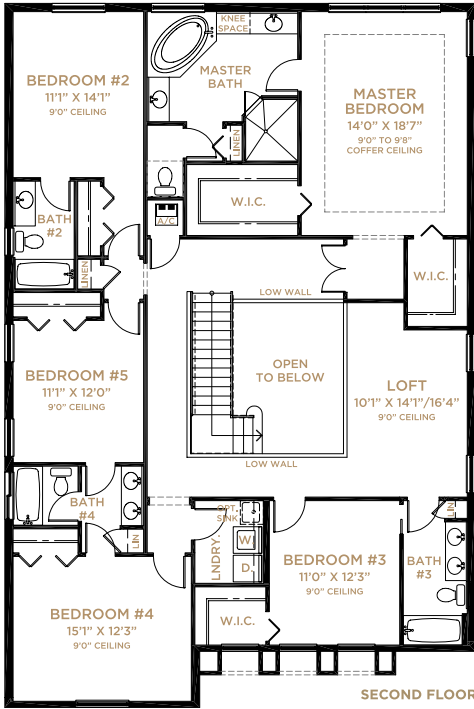 KNEE
SPACE
BEDROOM #2
11'1" X 14'1"
9'0" CEILING
MASTER
BATH
MASTER
BEDROOM
14'0" X 18'7"
9'0" TO 9'8"
COFFER CEILING
LINEN
W.I.C.
BATH
#2
A/C
LINEN
W.I.C.
LOW WALL
OPEN
TO BELOW
BEDROOM #5
11'1" X 12'0"
9'0" CEILING
LOFT
10'1" X 14'1"/16'4"
9'0" CEILING
LOW WALL
BATH
#4
LIN
OPT.
SINK
LNDRY.
W
D
LIN
BEDROOM #3
11'0" X 12'3"
9'0" CEILING
BATH
#3
BEDROOM #4
15'1" X 12'3"
9'0" CEILING
W.I.C.
SECOND FLOOR